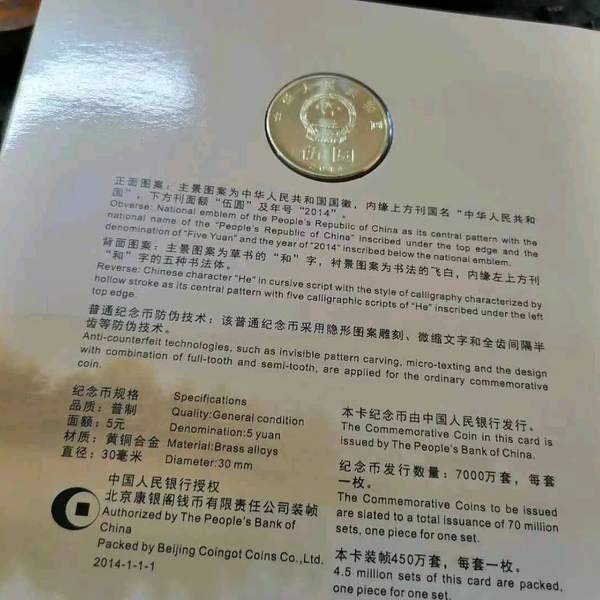 中华人民共和国
伍圆
正面图案：主景图案为中华人民共和国国徽，内缘上方刊国名“中华人民共和
国”，下方刊面额“伍圆”及年号“2014”。
Obverse: National emblem of the People's Republic of China as its central pattern with the
national name of the "People's Republic of China" Inscribed under the top edge and the
denomination of "Five Yuan" and the year of "2014" inscribed below the national emblem.
背面图案：主景图案为草书的“和”字，衬景图案为书法的飞白，内缘左上方刊
“和”字的五种书法体。
Reverse: Chinese character "He" in cursive script with the style of calligraphy characterized by
hollow stroke as its central pattern with five calligraphic scripts of "He" inscribed under the left
top edge.
普通纪念币防伪技术：该普通纪念币采用隐形图案雕刻、微缩文字和全齿间隔半
齿等防伪技术。
Anti-counterfeit technologies, such as invisible pattern carving, micro-texting and the design
with combination of full-tooth and semi-tooth, are applied for the ordinary commemorative
coin.
纪念币规格 Specifications
品质：普制 Quality:General condition
面额：5元 Denomination:5 yuan
材质：黄铜合金 Material:Brass alloys
直径：30毫米 Diameter:30 mm
中国人民银行授权
北京康银阁钱币有限责任公司装帧
Authorized by The People's Bank of
China
Packed by Beijing Coingot Coins Co.,Ltd.
2014-1-1-1
本卡纪念币由中国人民银行发行。
The Commemorative Coin in this card is
issued by The People's Bank of China.
纪念币发行数量：7000万套，每套
一枚。
The Commemorative Coins to be issued
are slated to a total issuance of 70 million
sets, one piece for one set.
本卡装帧450万套，每套一枚。
4.5 million sets of this card are packed,
one piece for one set.